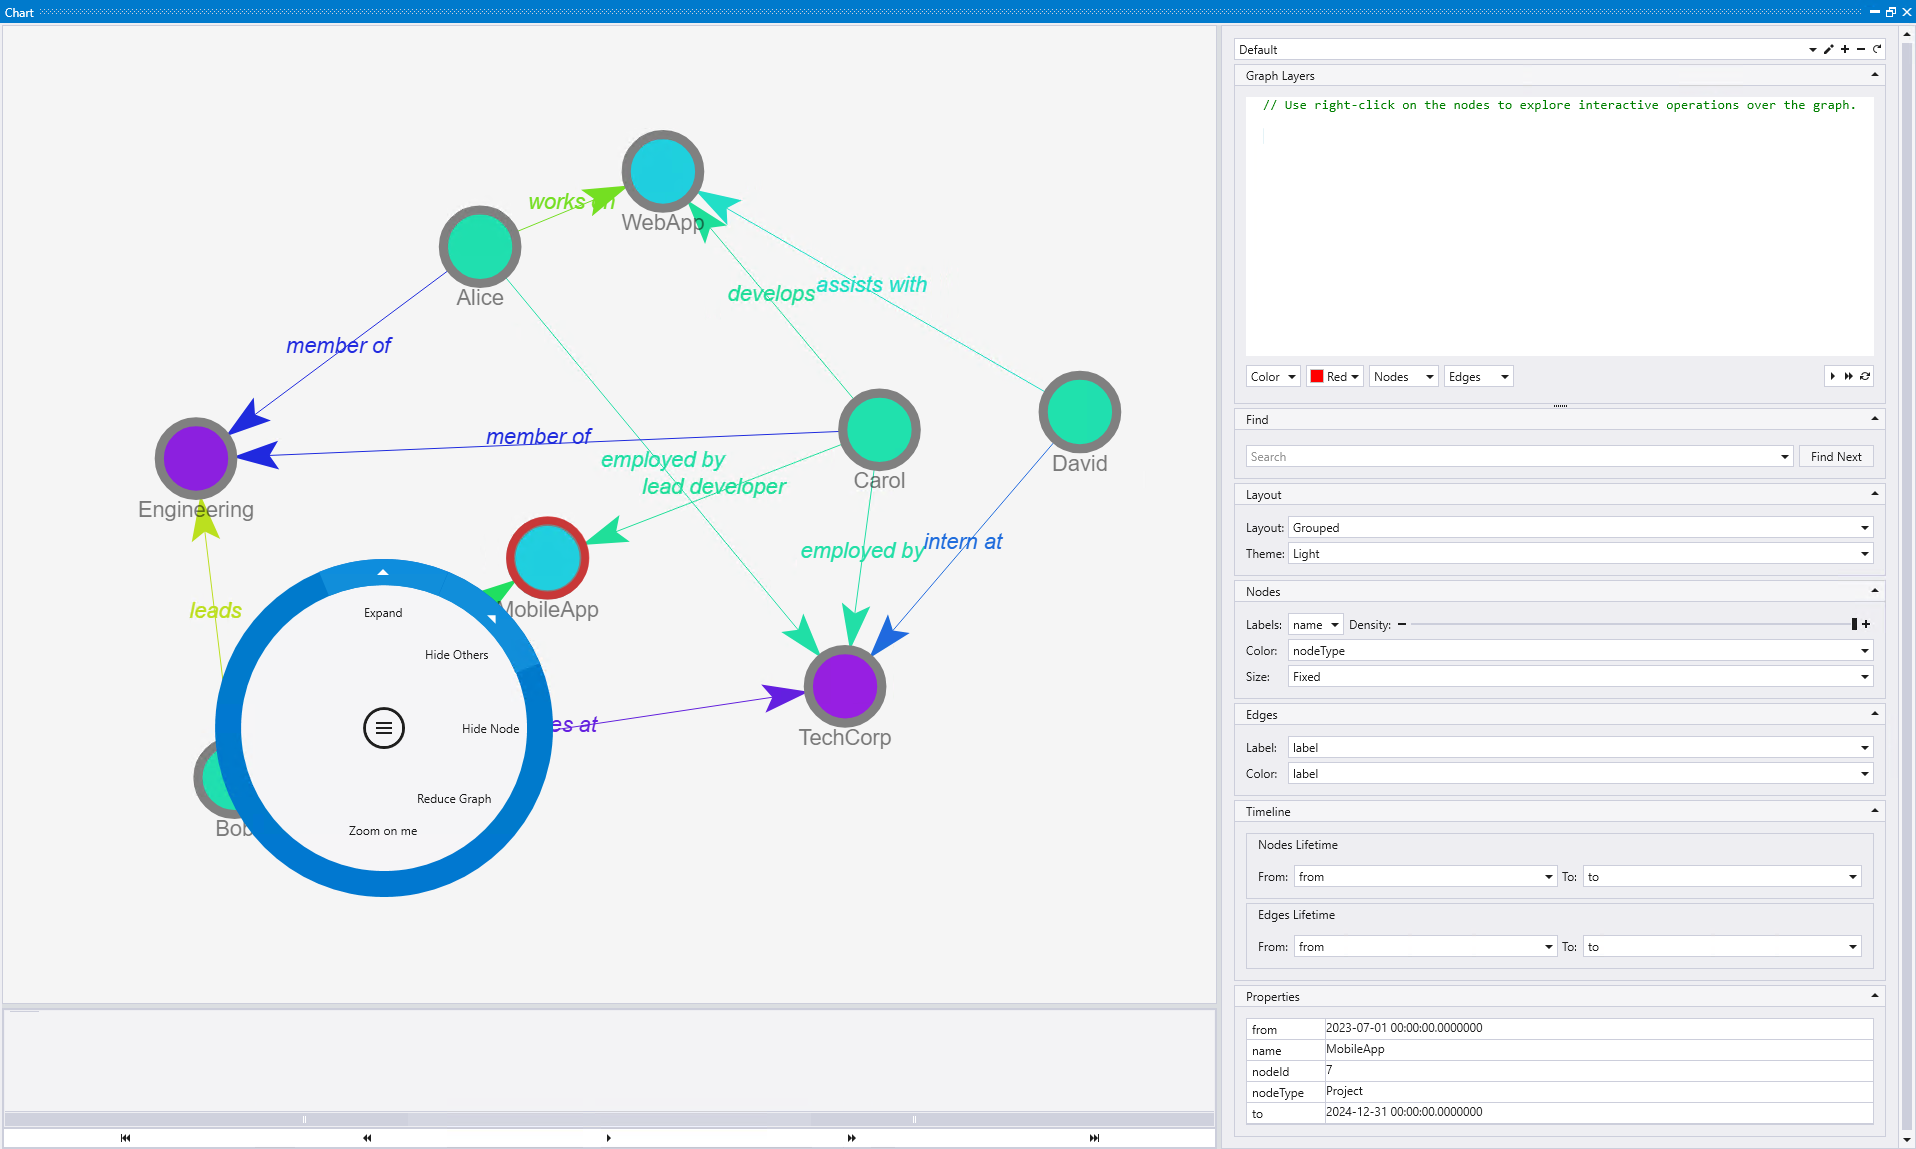 Chart
works on
WebApp
Alice
develops
assists with
member of
member of
employed by
lead developer
Carol
David
Engineering
employed by
intern at
leads
MobileApp
Expand
Hide Others
Hide Node
es at
TechCorp
Reduce Graph
Zoom on me
Bob
Default
Graph Layers
// Use right-click on the nodes to explore interactive operations over the graph.
Color Red Nodes Edges
Find
Search Find Next
Layout
Layout: Grouped
Theme: Light
Nodes
Labels: name Density:
Color: nodeType
Size: Fixed
Edges
Label: label
Color: label
Timeline
Nodes Lifetime
From: from To: to
Edges Lifetime
From: from To: to
Properties
from 2023-07-01 00:00:00.0000000
name MobileApp
nodeId 7
nodeType Project
to 2024-12-31 00:00:00.0000000